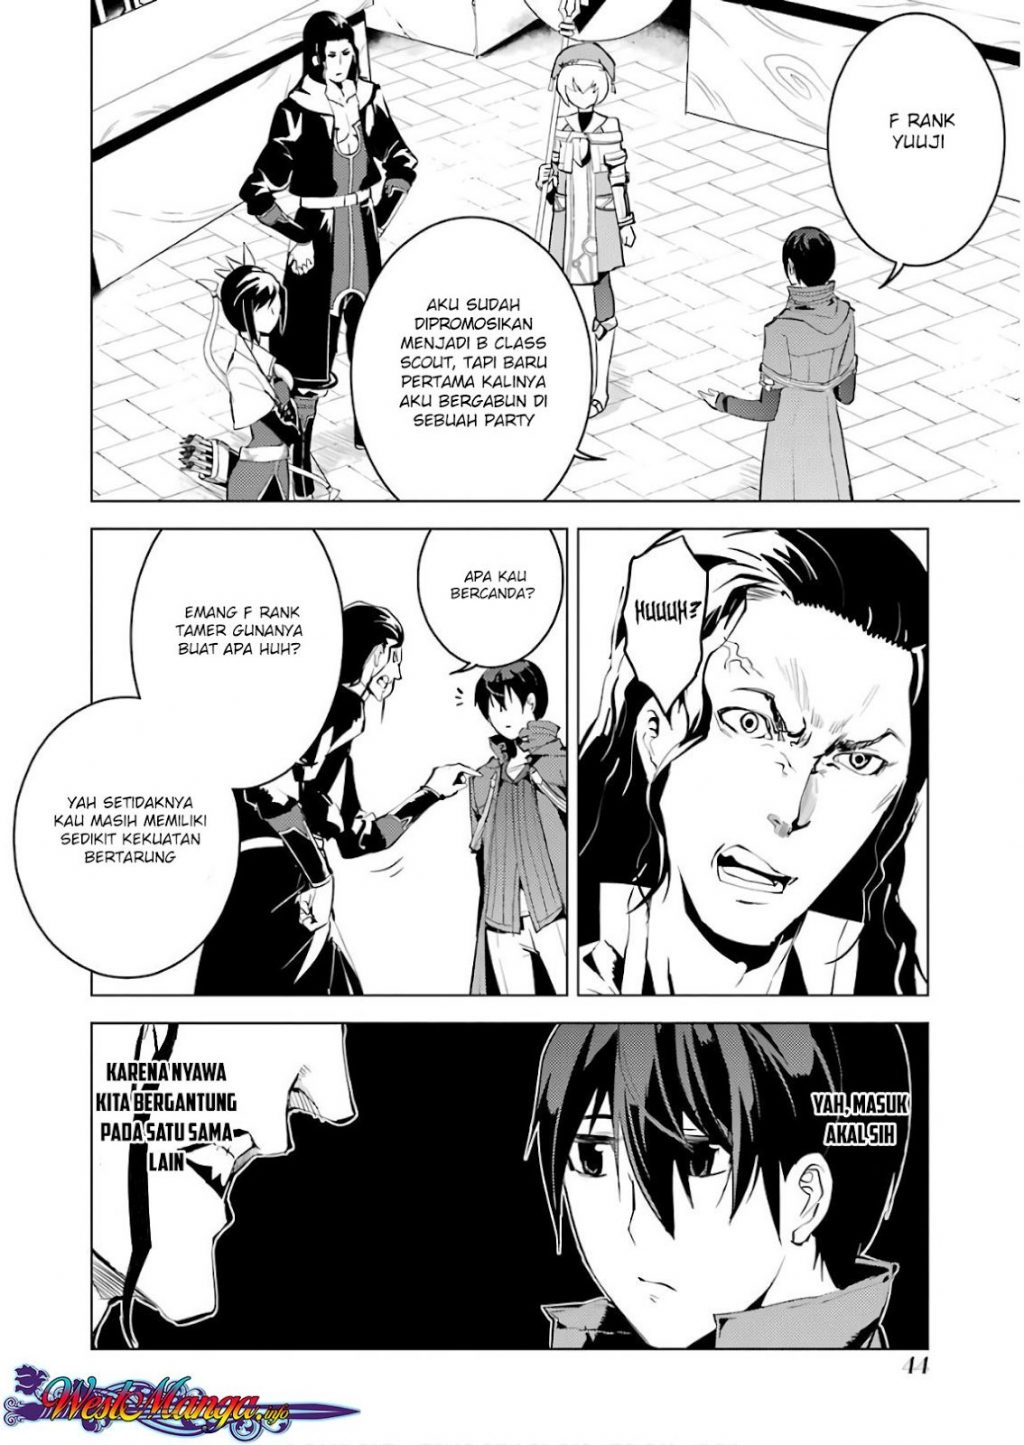 F RANK
YUUJI
AKU SUDAH
DIPROMOSIKAN
MENJADI B CLASS
SCOUT, TAPI BARU
PERTAMA KALINYA
AKU BERGABUN DI
SEBUAH PARTY
HUUUH?
APA KAU
BERCANDA?
EMANG F RANK
TAMER GUNANYA
BUAT APA HUH?
YAH SETIDAKNYA
KAU MASIH MEMILIKI
SEDIKIT KEKUATAN
BERTARUNG
YAH, MASUK
AKAL SIH
KARENA NYAWA
KITA BERGANTUNG
PADA SATU SAMA
LAIN
44
WestManga.info